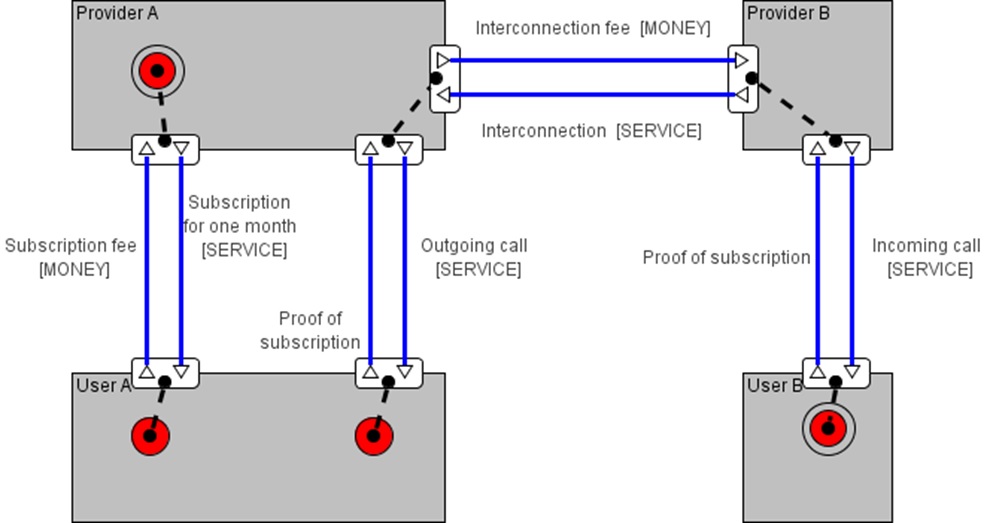 Provider A
Interconnection fee [MONEY]
Provider B
Interconnection [SERVICE]
Subscription
for one month
[SERVICE]
Subscription fee
[MONEY]
Outgoing call
[SERVICE]
Proof of subscription
Incoming call
[SERVICE]
Proof of
subscription
User A
User B